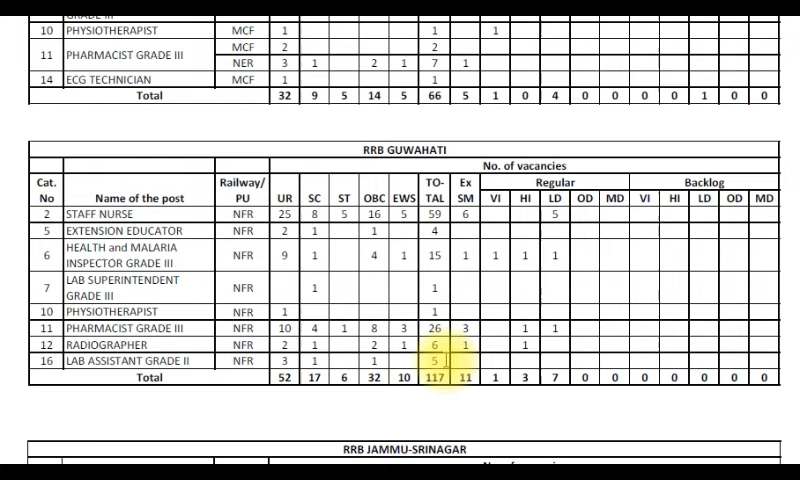 GRADE III
10 PHYSIOTHERAPIST MCF 1 1 1
11 PHARMACIST GRADE III MCF 2 2
NER 3 1 2 1 7 1
14 ECG TECHNICIAN MCF 1 1
Total 32 9 5 14 5 66 5 1 0 4 0 0 0 0 1 0 0
RRB GUWAHATI
No. of vacancies
Cat. Railway/ TO- Ex Regular Backlog
No Name of the post PU UR SC ST OBC EWS TAL SM VI HI LD OD MD VI HI LD OD MD
2 STAFF NURSE NFR 25 8 5 16 5 59 6 5
5 EXTENSION EDUCATOR NFR 2 1 1 4
6 HEALTH and MALARIA INSPECTOR GRADE III NFR 9 1 4 1 15 1 1 1 1
7 LAB SUPERINTENDENT GRADE III NFR 1 1
10 PHYSIOTHERAPIST NFR 1 1
11 PHARMACIST GRADE III NFR 10 4 1 8 3 26 3 1 1
12 RADIOGRAPHER NFR 2 1 2 1 6 1 1
16 LAB ASSISTANT GRADE II NFR 3 1 1 5
Total 52 17 6 32 10 117 11 1 3 7 0 0 0 0 0 0 0
RRB JAMMU-SRINAGAR